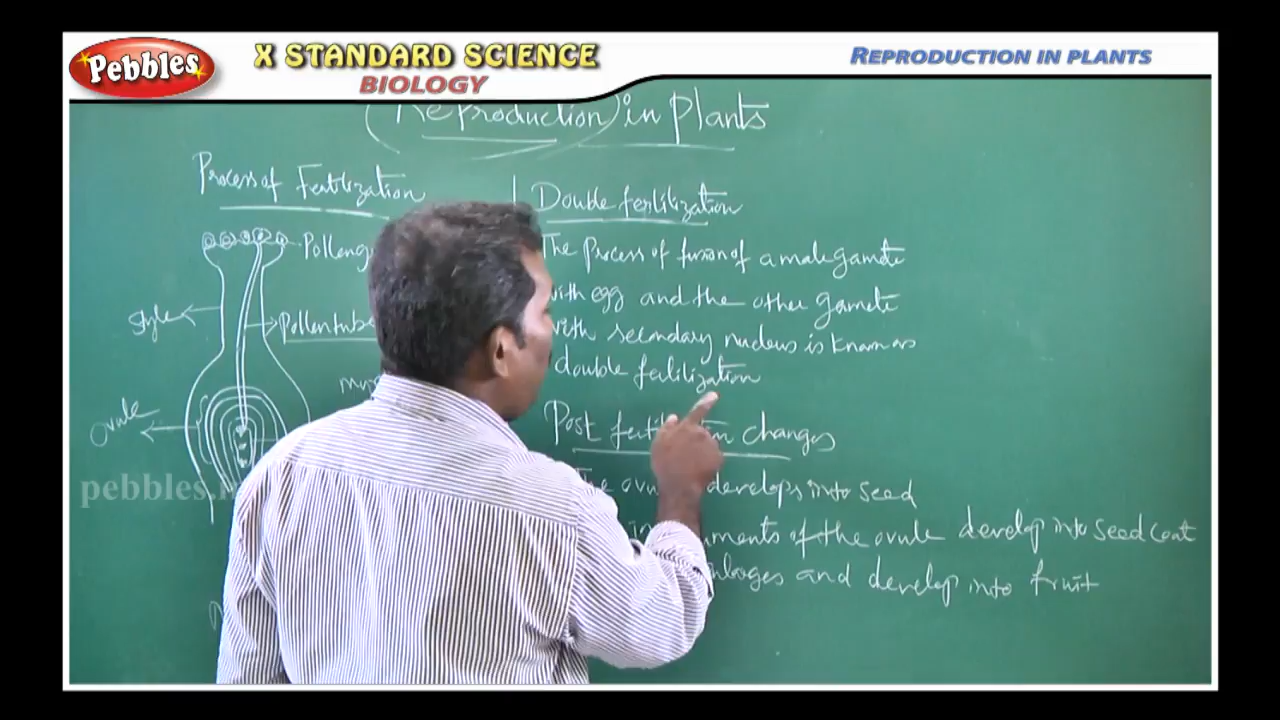 Pebbles
X STANDARD SCIENCE
BIOLOGY
REPRODUCTION IN PLANTS
(Reproduction) in plants
Process of Fertilization
Style
Pollentube
Ovule
Double fertilization
The Process of fusion of a male gamete
with egg and the other gamete
with secondary nucleus is known as
double fertilization
Post changes
The develops into seed
of the ovule develop into seed coat
and develop into fruit